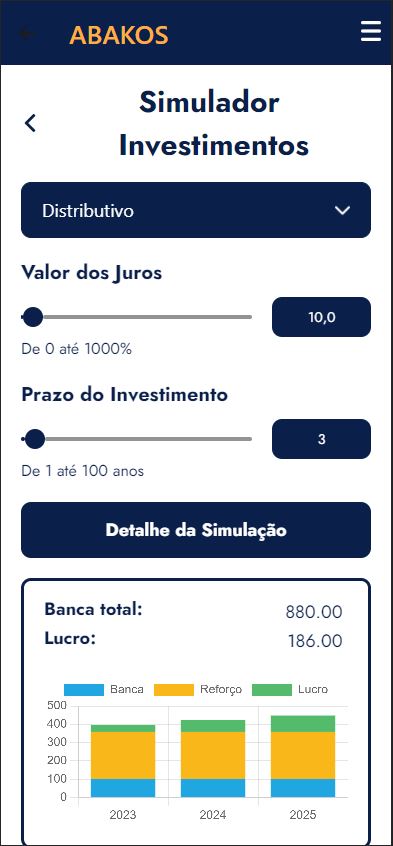 ABAKOS
Simulador
Investimentos
Distributivo
Valor dos Juros
10,0
De 0 até 1000%
Prazo do Investimento
3
De 1 até 100 anos
Detalhe da Simulação
Banca total: 880.00
Lucro: 186.00
Banca Reforço Lucro
500
400
300
200
100
0
2023 2024 2025